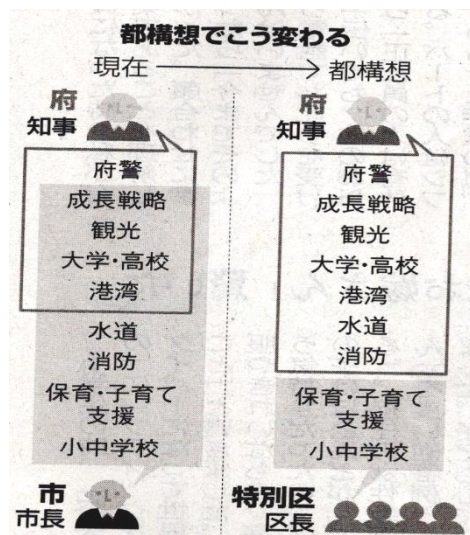 都構想でこう変わる
現在 → 都構想
府
知事
府警
成長戦略
観光
大学・高校
港湾
水道
消防
保育・子育て
支援
小中学校
市
市長
府
知事
府警
成長戦略
観光
大学・高校
港湾
水道
消防
保育・子育て
支援
小中学校
特別区
区長